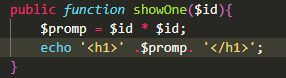 public function showOne($id){
$promp = $id * $id;
echo '<h1>' .$promp. '</h1>';
}